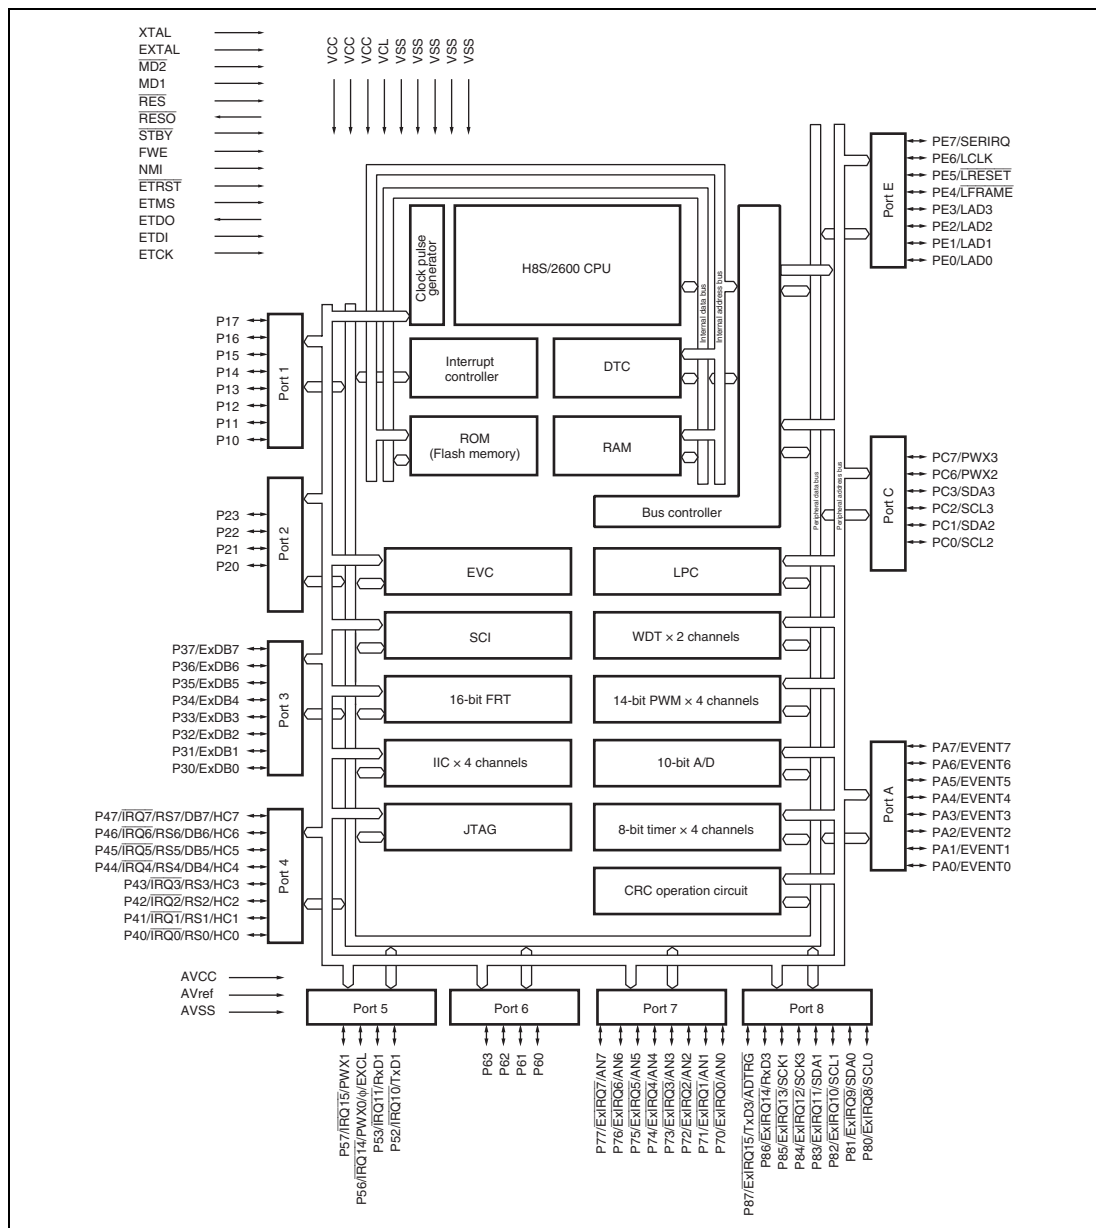 XTAL
EXTAL
MD2
MD1
RES
RESO
STBY
FWE
NMI
ETRST
ETMS
ETDO
ETDI
ETCK
VCC
VCC
VCC
VCL
VSS
VSS
VSS
VSS
VSS
Clock pulse
generator
H8S/2600 CPU
Interrupt
controller
DTC
ROM
(Flash memory)
RAM
Bus controller
Internal data bus
Internal address bus
Peripheral data bus
Peripheral address bus
EVC
LPC
SCI
WDT × 2 channels
16-bit FRT
14-bit PWM × 4 channels
IIC × 4 channels
10-bit A/D
JTAG
8-bit timer × 4 channels
CRC operation circuit
Port 1
P17
P16
P15
P14
P13
P12
P11
P10
Port 2
P23
P22
P21
P20
Port 3
P37/ExDB7
P36/ExDB6
P35/ExDB5
P34/ExDB4
P33/ExDB3
P32/ExDB2
P31/ExDB1
P30/ExDB0
Port 4
P47/IRQ7/RS7/DB7/HC7
P46/IRQ6/RS6/DB6/HC6
P45/IRQ5/RS5/DB5/HC5
P44/IRQ4/RS4/DB4/HC4
P43/IRQ3/RS3/HC3
P42/IRQ2/RS2/HC2
P41/IRQ1/RS1/HC1
P40/IRQ0/RS0/HC0
AVCC
AVref
AVSS
Port E
PE7/SERIRQ
PE6/LCLK
PE5/LRESET
PE4/LFRAME
PE3/LAD3
PE2/LAD2
PE1/LAD1
PE0/LAD0
Port C
PC7/PWX3
PC6/PWX2
PC3/SDA3
PC2/SCL3
PC1/SDA2
PC0/SCL2
Port A
PA7/EVENT7
PA6/EVENT6
PA5/EVENT5
PA4/EVENT4
PA3/EVENT3
PA2/EVENT2
PA1/EVENT1
PA0/EVENT0
Port 5
P57/IRQ15/PWX1
P56/IRQ14/PWX0/φ/EXCL
P53/IRQ11/RxD1
P52/IRQ10/TxD1
Port 6
P63
P62
P61
P60
Port 7
P77/ExIRQ7/AN7
P76/ExIRQ6/AN6
P75/ExIRQ5/AN5
P74/ExIRQ4/AN4
P73/ExIRQ3/AN3
P72/ExIRQ2/AN2
P71/ExIRQ1/AN1
P70/ExIRQ0/AN0
Port 8
P87/ExIRQ15/TxD3/ADTRG
P86/ExIRQ14/RxD3
P85/ExIRQ13/SCK1
P84/ExIRQ12/SCK3
P83/ExIRQ11/SDA1
P82/ExIRQ10/SCL1
P81/ExIRQ9/SDA0
P80/ExIRQ8/SCL0